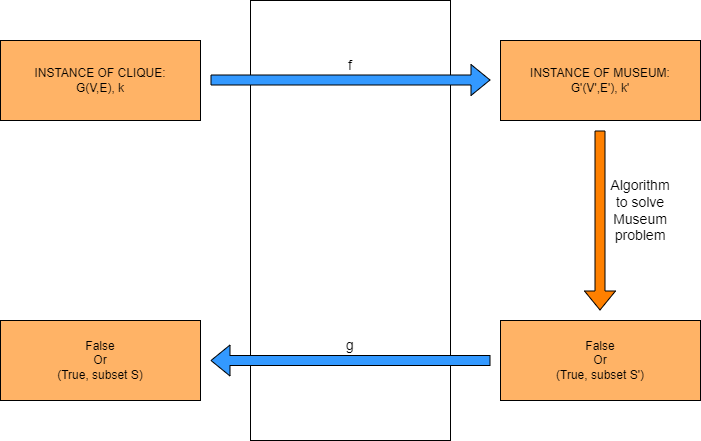 INSTANCE OF CLIQUE:
G(V,E), k
f
INSTANCE OF MUSEUM:
G'(V',E'), k'
Algorithm
to solve
Museum
problem
False
Or
(True, subset S)
g
False
Or
(True, subset S')